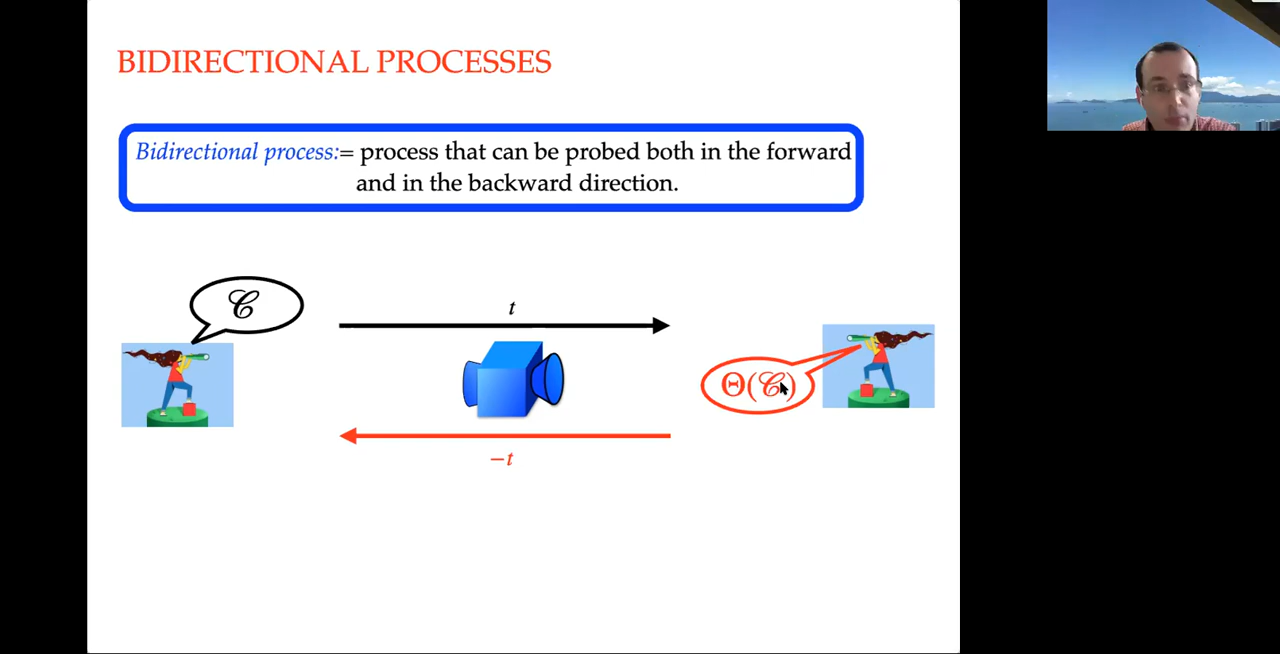 BIDIRECTIONAL PROCESSES
Bidirectional process:= process that can be probed both in the forward
and in the backward direction.
𝒞
t
Θ(𝒞)
−t